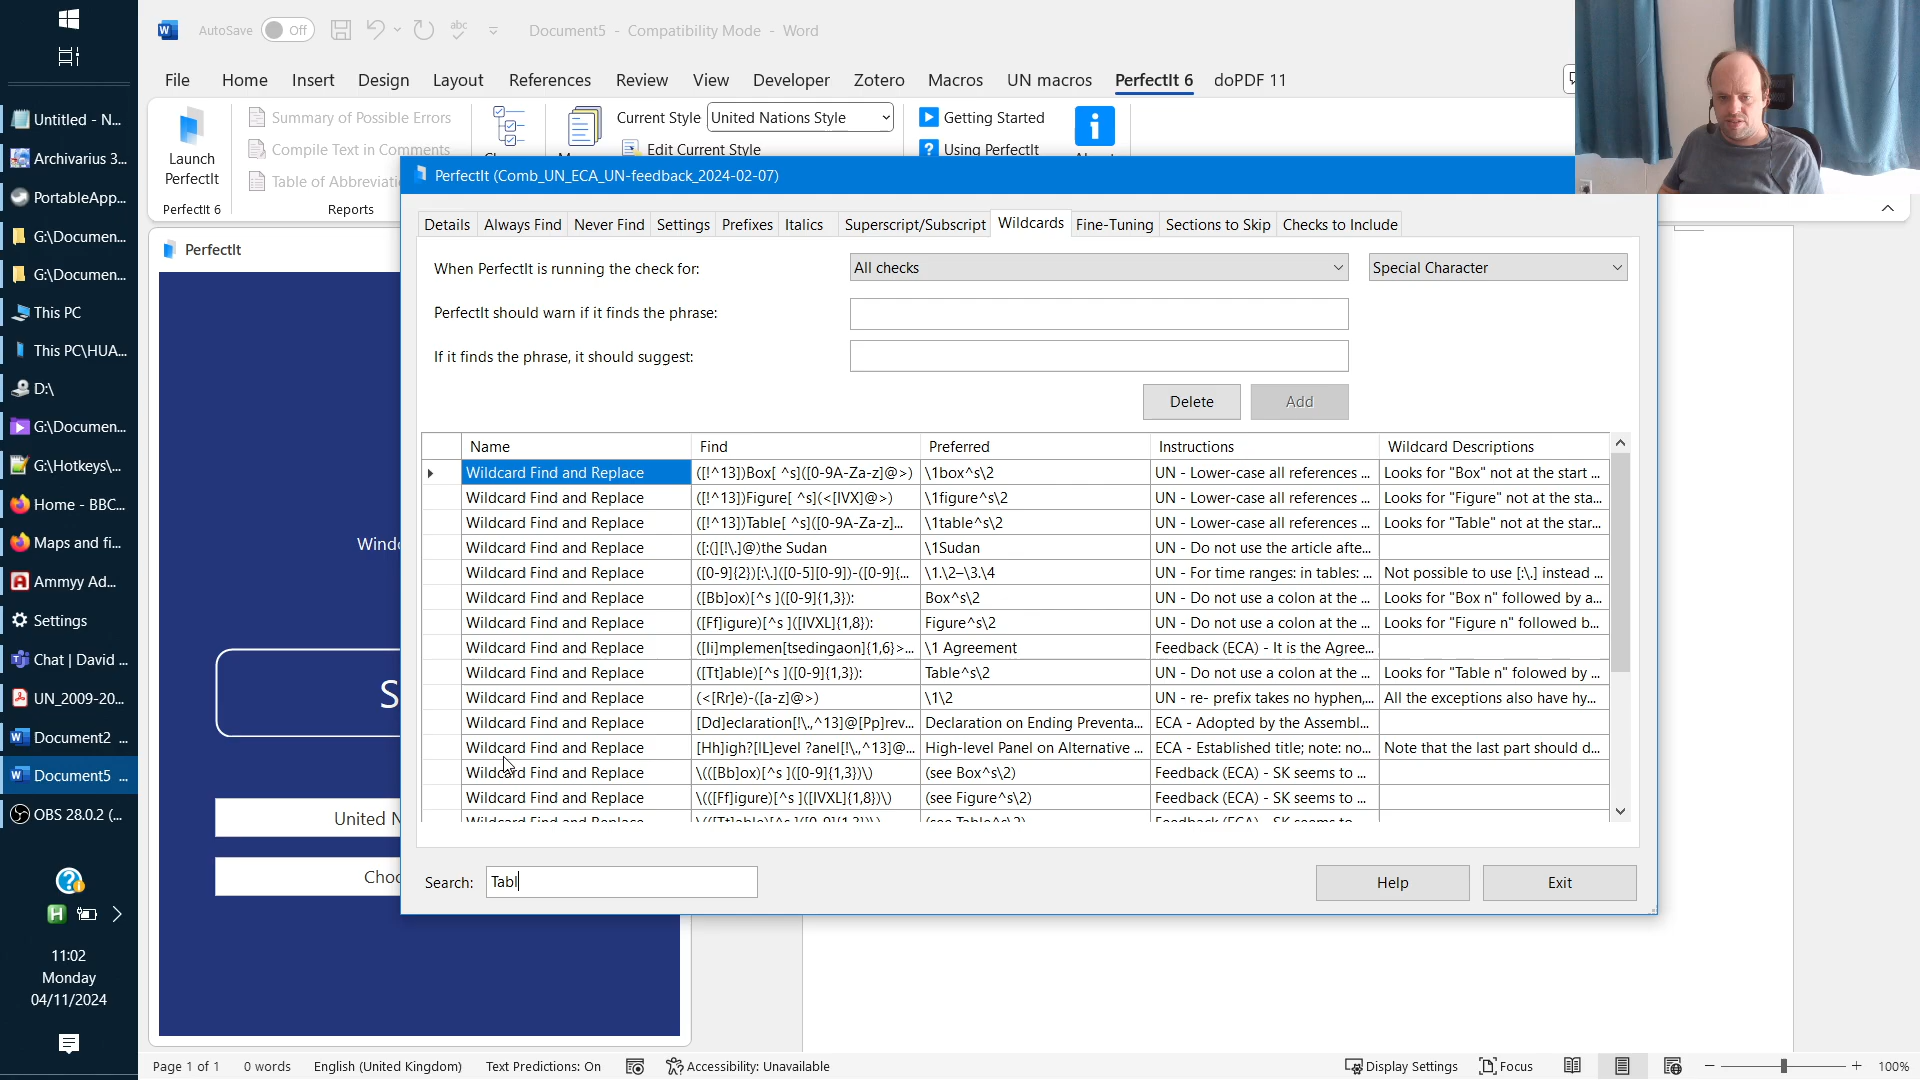 AutoSave Off
Document5 - Compatibility Mode - Word
File Home Insert Design Layout References Review View Developer Zotero Macros UN macros PerfectIt 6 doPDF 11
Launch PerfectIt
PerfectIt 6
Summary of Possible Errors
Compile Text in Comments
Table of Abbreviati
Reports
Current Style United Nations Style
Edit Current Style
Getting Started
Using PerfectIt
Untitled - N...
Archivarius 3...
PortableApp...
G:\Documen...
G:\Documen...
This PC
This PC\HUA...
D:\
G:\Documen...
G:\Hotkeys\...
Home - BBC...
Maps and fi...
Ammyy Ad...
Settings
Chat | David ...
UN_2009-20...
Document2 ...
Document5 ...
OBS 28.0.2 (...
11:02
Monday
04/11/2024
PerfectIt
Windo
S
United N
Choo
PerfectIt (Comb_UN_ECA_UN-feedback_2024-02-07)
Details Always Find Never Find Settings Prefixes Italics Superscript/Subscript Wildcards Fine-Tuning Sections to Skip Checks to Include
When PerfectIt is running the check for: All checks Special Character
PerfectIt should warn if it finds the phrase:
If it finds the phrase, it should suggest:
Delete Add
Name Find Preferred Instructions Wildcard Descriptions
Wildcard Find and Replace ([!^13])Box[ ^s]([0-9A-Za-z]@>) \1box^s\2 UN - Lower-case all references ... Looks for "Box" not at the start ...
Wildcard Find and Replace ([!^13])Figure[ ^s](<[IVX]@>) \1figure^s\2 UN - Lower-case all references ... Looks for "Figure" not at the sta...
Wildcard Find and Replace ([!^13])Table[ ^s]([0-9A-Za-z]... \1table^s\2 UN - Lower-case all references ... Looks for "Table" not at the star...
Wildcard Find and Replace ([:(][!\.]@)the Sudan \1Sudan UN - Do not use the article afte...
Wildcard Find and Replace ([0-9]{2})[:\.]([0-5][0-9])-([0-9]{... \1.\2–\3.\4 UN - For time ranges: in tables: ... Not possible to use [:\.] instead ...
Wildcard Find and Replace ([Bb]ox)[^s ]([0-9]{1,3}): Box^s\2 UN - Do not use a colon at the ... Looks for "Box n" followed by a...
Wildcard Find and Replace ([Ff]igure)[^s ]([IVXL]{1,8}): Figure^s\2 UN - Do not use a colon at the ... Looks for "Figure n" followed b...
Wildcard Find and Replace ([Ii]mplemen[tsedingaon]{1,6}>... \1 Agreement Feedback (ECA) - It is the Agree...
Wildcard Find and Replace ([Tt]able)[^s ]([0-9]{1,3}): Table^s\2 UN - Do not use a colon at the ... Looks for "Table n" folowed by ...
Wildcard Find and Replace (<[Rr]e)-([a-z]@>) \1\2 UN - re- prefix takes no hyphen,... All the exceptions also have hy...
Wildcard Find and Replace [Dd]eclaration[!\.,^13]@[Pp]rev... Declaration on Ending Preventa... ECA - Adopted by the Assembl...
Wildcard Find and Replace [Hh]igh?[lL]evel ?anel[!\.,^13]@... High-level Panel on Alternative ... ECA - Established title; note: no... Note that the last part should d...
Wildcard Find and Replace \(([Bb]ox)[^s ]([0-9]{1,3})\) (see Box^s\2) Feedback (ECA) - SK seems to ...
Wildcard Find and Replace \(([Ff]igure)[^s ]([IVXL]{1,8})\) (see Figure^s\2) Feedback (ECA) - SK seems to ...
Search: Tabl Help Exit
Page 1 of 1 0 words English (United Kingdom) Text Predictions: On Accessibility: Unavailable Display Settings Focus 100%